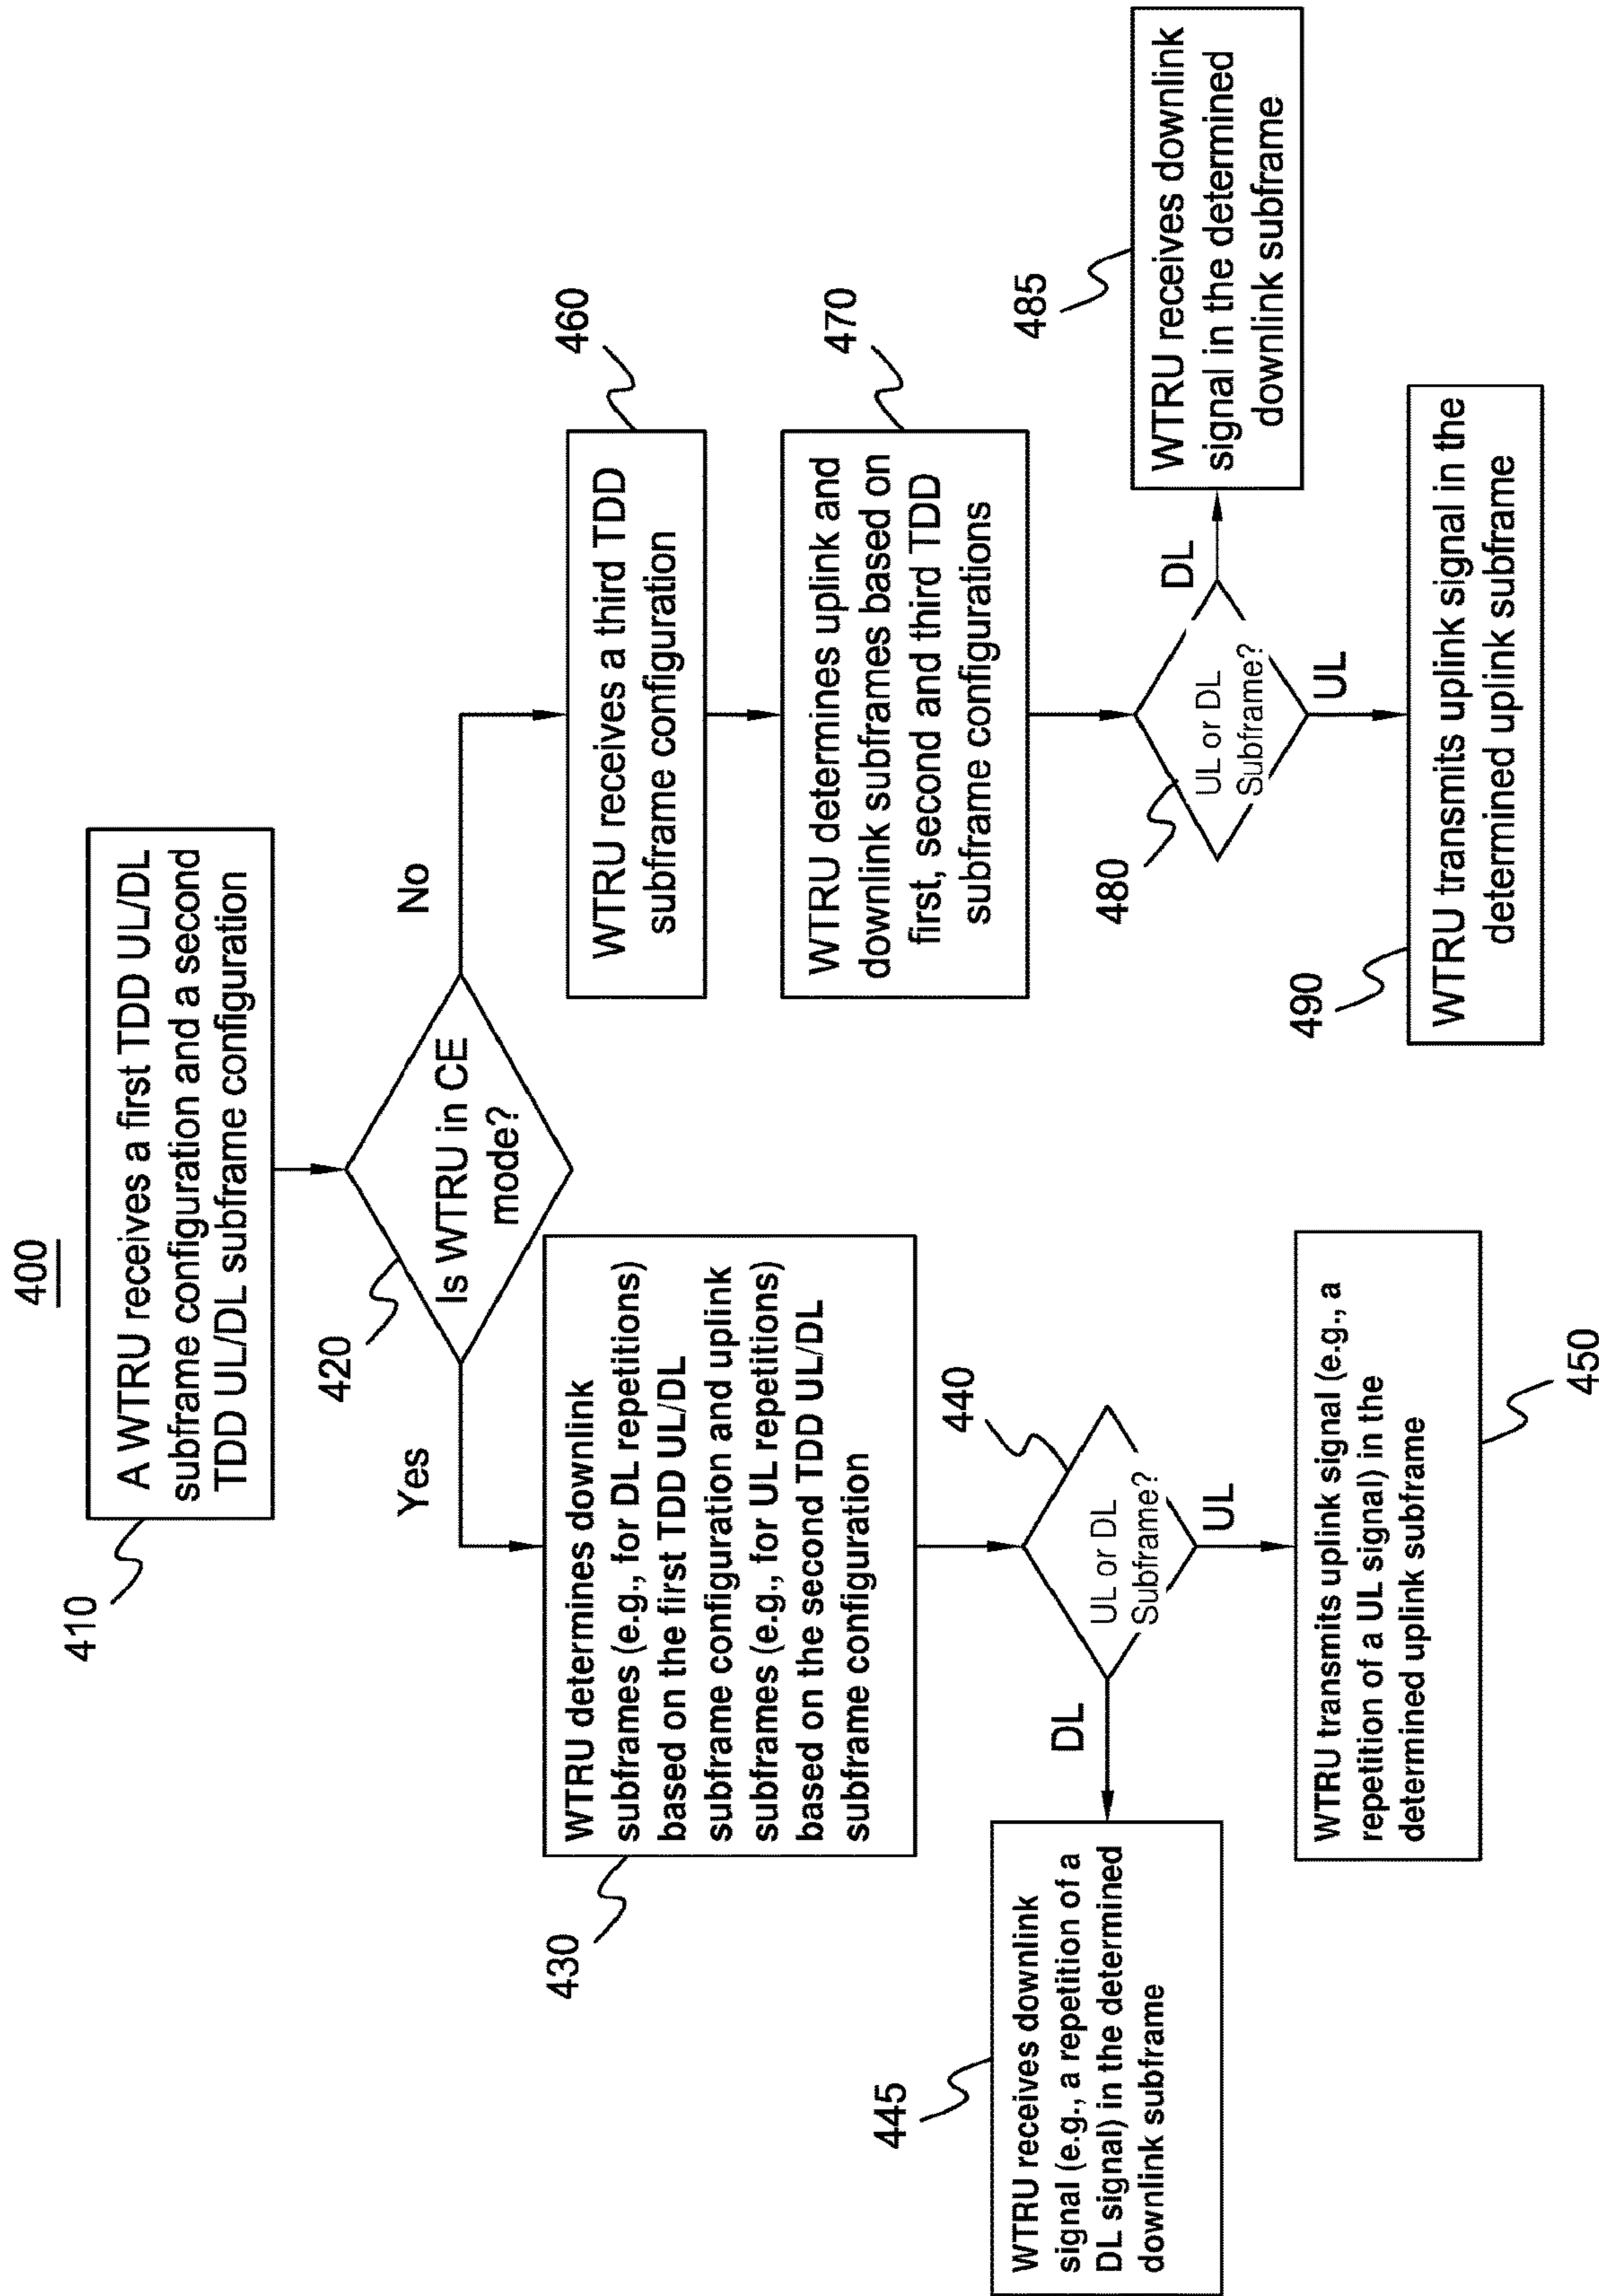 400
410
A WTRU receives a first TDD UL/DL
subframe configuration and a second
TDD UL/DL subframe configuration
420
Is WTRU in CE
mode?
Yes
No
430
WTRU determines downlink
subframes (e.g., for DL repetitions)
based on the first TDD UL/DL
subframe configuration and uplink
subframes (e.g., for UL repetitions)
based on the second TDD UL/DL
subframe configuration
440
UL or DL
Subframe?
DL
UL
445
WTRU receives downlink
signal (e.g., a repetition of a
DL signal) in the determined
downlink subframe
WTRU transmits uplink signal (e.g., a
repetition of a UL signal) in the
determined uplink subframe
450
460
WTRU receives a third TDD
subframe configuration
470
WTRU determines uplink and
downlink subframes based on
first, second and third TDD
subframe configurations
480
UL or DL
Subframe?
DL
UL
485
WTRU receives downlink
signal in the determined
downlink subframe
490
WTRU transmits uplink signal in the
determined uplink subframe